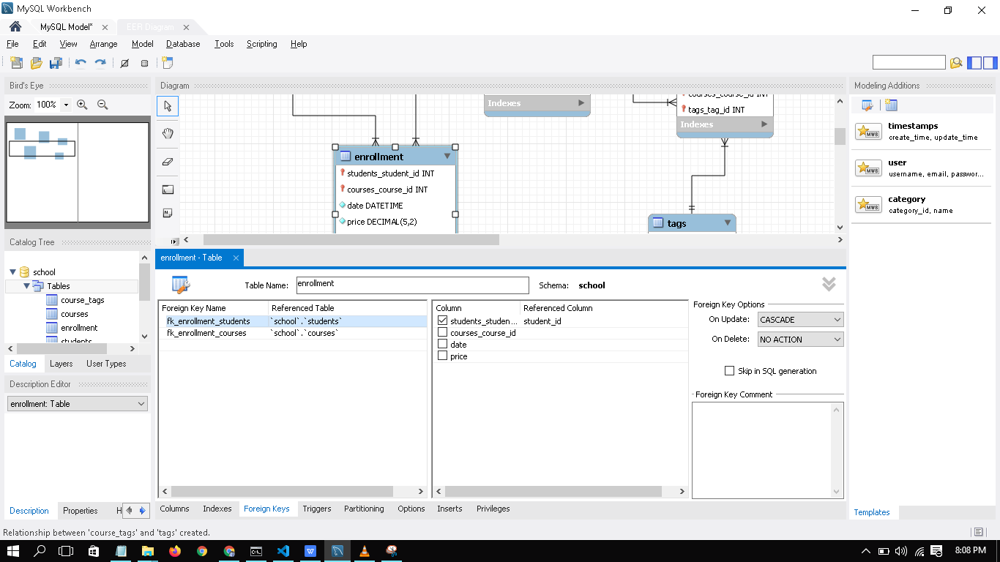 MySQL Workbench
MySQL Model* EER Diagram
File Edit View Arrange Model Database Tools Scripting Help
Bird's Eye
Zoom: 100%
Diagram
Modeling Additions
courses_course_id INT
tags_tag_id INT
Indexes
Indexes
enrollment
students_student_id INT
courses_course_id INT
date DATETIME
price DECIMAL(5,2)
tags
MWB timestamps
create_time, update_time
MWB user
username, email, passwor...
MWB category
category_id, name
Catalog Tree
school
Tables
course_tags
courses
enrollment
students
Catalog Layers User Types
Description Editor
enrollment: Table
Description Properties H
enrollment - Table
Table Name: enrollment Schema: school
Foreign Key Name Referenced Table
fk_enrollment_students `school`.`students`
fk_enrollment_courses `school`.`courses`
Column Referenced Column
students_studen... student_id
courses_course_id
date
price
Foreign Key Options
On Update: CASCADE
On Delete: NO ACTION
Skip in SQL generation
Foreign Key Comment
Columns Indexes Foreign Keys Triggers Partitioning Options Inserts Privileges
Templates
Relationship between 'course_tags' and 'tags' created.
8:08 PM